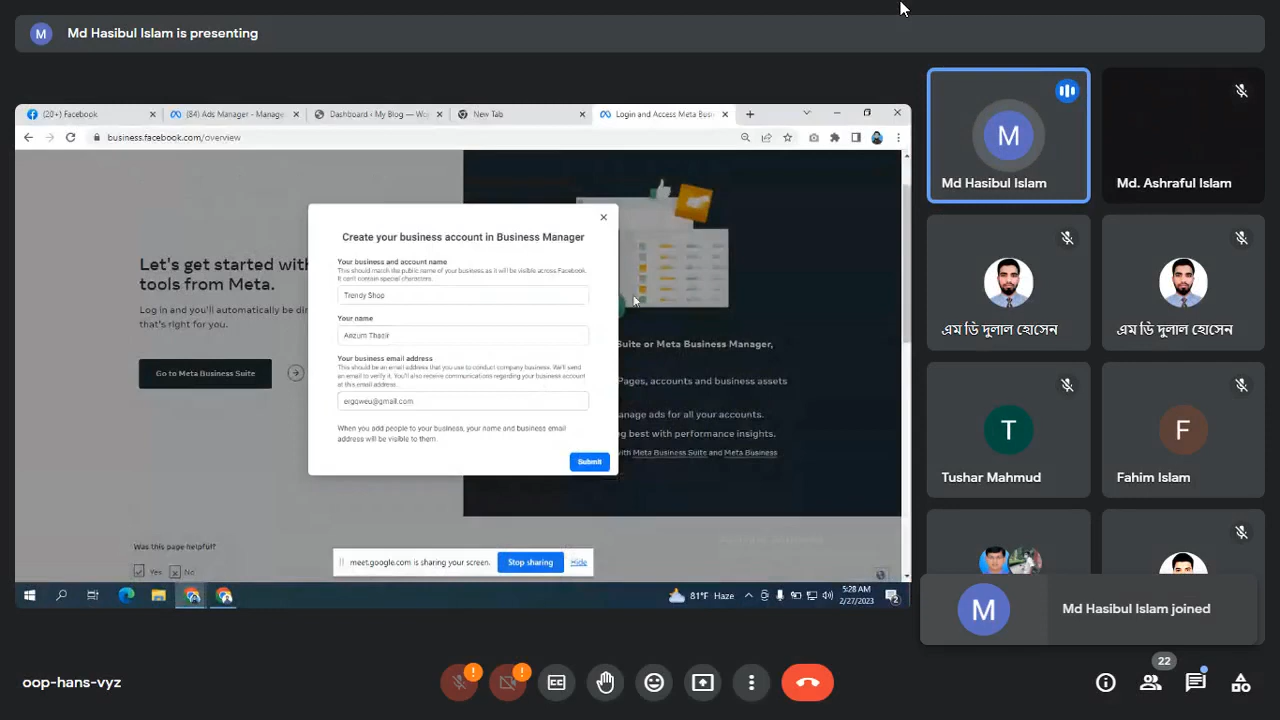 M Md Hasibul Islam is presenting
(20+) Facebook
(84) Ads Manager - Manage
Dashboard ‹ My Blog — Wo
New Tab
Login and Access Meta Busi
business.facebook.com/overview
Let's get started with
tools from Meta.
Log in and you'll automatically be di
that's right for you.
Go to Meta Business Suite
Create your business account in Business Manager
Your business and account name
This should match the public name of your business as it will be visible across Facebook.
It can't contain special characters.
Trendy Shop
Your name
Anzum Thasir
Your business email address
This should be an email address that you use to conduct company business. We'll send
an email to verify it. You'll also receive communications regarding your business account
at this email address.
ergqweu@gmail.com
When you add people to your business, your name and business email
address will be visible to them.
Submit
Suite or Meta Business Manager,
Pages, accounts and business assets
anage ads for all your accounts.
g best with performance insights.
with Meta Business Suite and Meta Business
Was this page helpful?
Yes
No
meet.google.com is sharing your screen.
Stop sharing
Hide
81°F Haze
5:28 AM
2/27/2023
2
M
Md Hasibul Islam
Md. Ashraful Islam
এম ডি দুলাল হোসেন
এম ডি দুলাল হোসেন
T
Tushar Mahmud
F
Fahim Islam
M
Md Hasibul Islam joined
oop-hans-vyz
CC
22